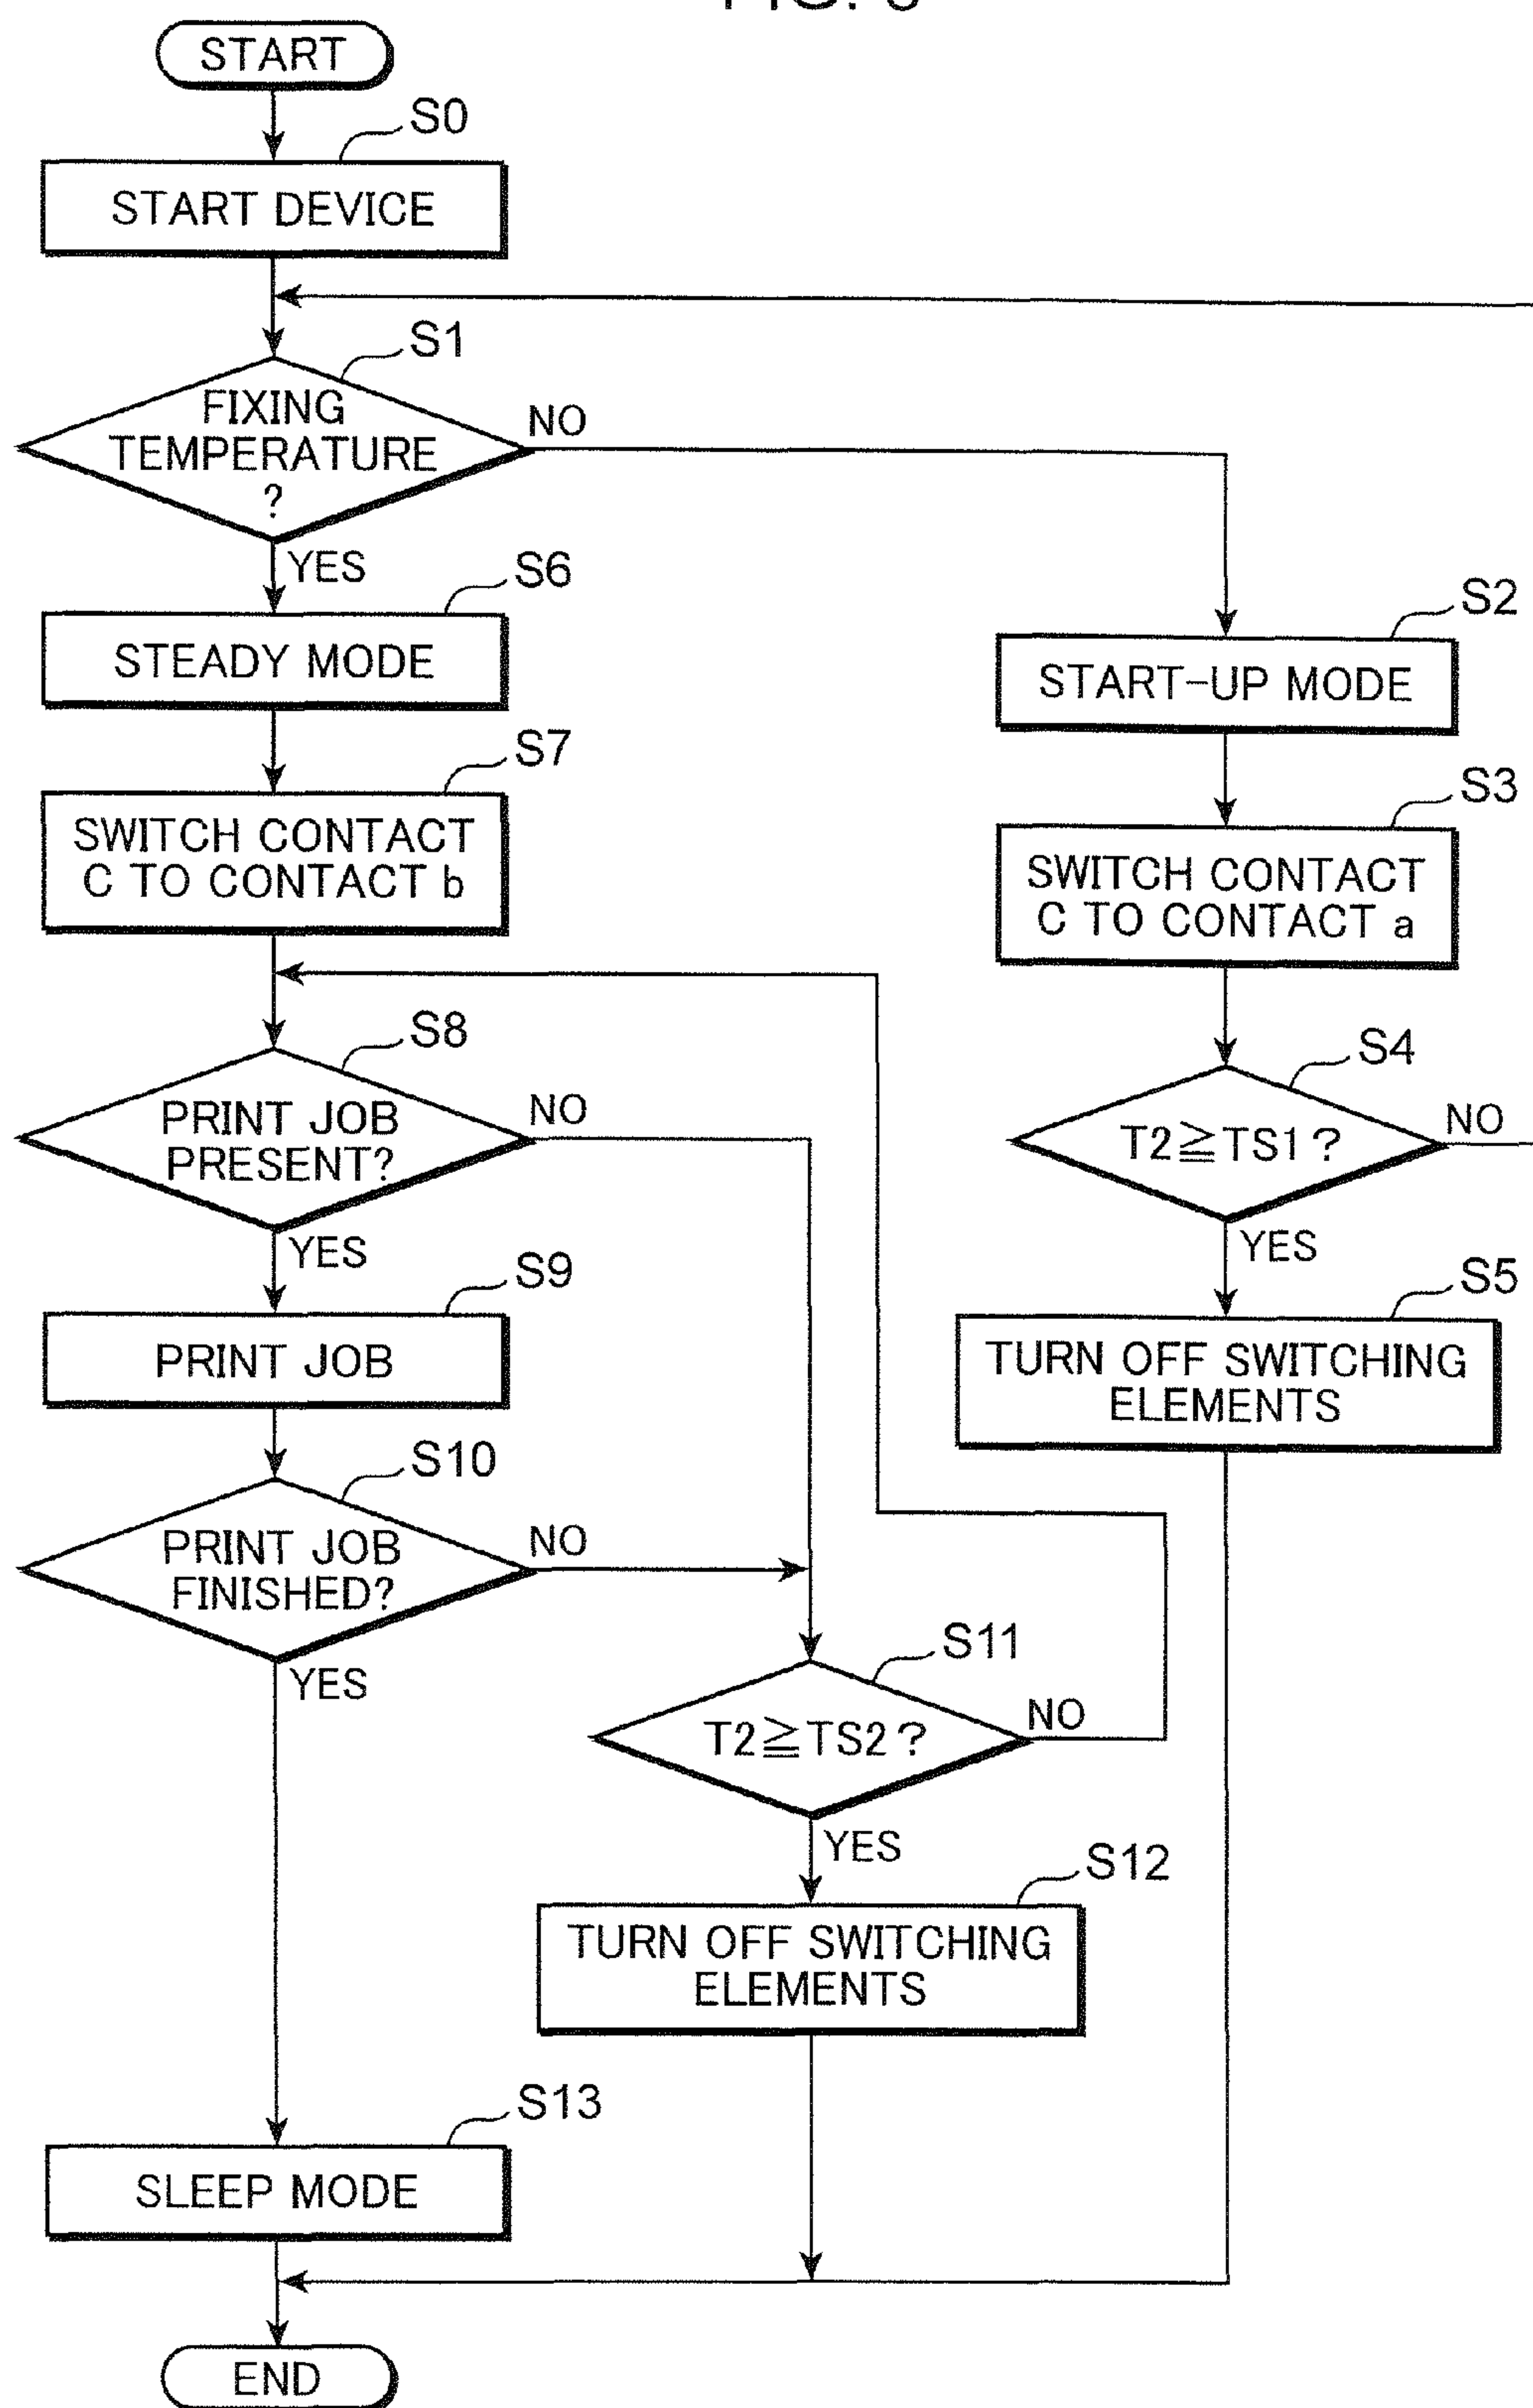 START
S0
START DEVICE
S1
FIXING
TEMPERATURE
?
NO
YES
S6
STEADY MODE
S7
SWITCH CONTACT
C TO CONTACT b
S8
PRINT JOB
PRESENT?
NO
YES
S9
PRINT JOB
S10
PRINT JOB
FINISHED?
NO
YES
S2
START-UP MODE
S3
SWITCH CONTACT
C TO CONTACT a
S4
T2≧TS1?
NO
YES
S5
TURN OFF SWITCHING
ELEMENTS
S11
T2≧TS2?
NO
YES
S12
TURN OFF SWITCHING
ELEMENTS
S13
SLEEP MODE
END